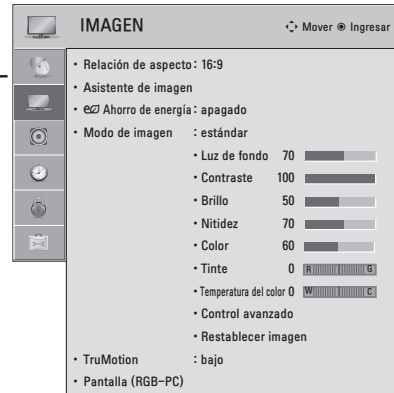 IMAGEN Mover Ingresar
• Relación de aspecto : 16:9
• Asistente de imagen
• Ahorro de energía : apagado
• Modo de imagen : estándar
• Luz de fondo 70
• Contraste 100
• Brillo 50
• Nitidez 70
• Color 60
• Tinte 0 R G
• Temperatura del color 0 W C
• Control avanzado
• Restablecer imagen
• TruMotion : bajo
• Pantalla (RGB-PC)